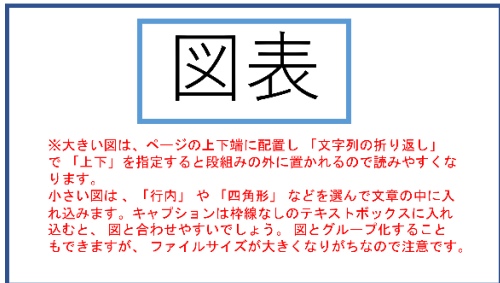 図表
※大きい図は、ページの上下端に配置し 「文字列の折り返し」
で 「上下」を指定すると段組みの外に置かれるので読みやすくな
ります。
小さい図は 、「行内」 や 「四角形」 などを選んで文章の中に入
れ込みます。キャプションは枠線なしのテキストボックスに入れ
込むと、 図と合わせやすいでしょう。 図とグループ化すること
もできますが、 ファイルサイズが大きくなりがちなので注意です。